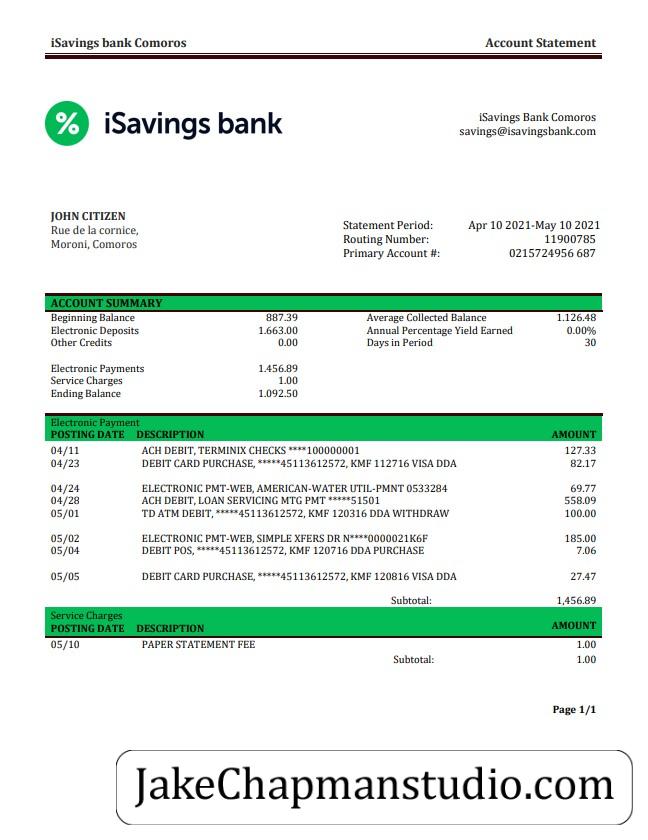 iSavings bank Comoros Account Statement
% iSavings bank
iSavings Bank Comoros
savings@isavingsbank.com
JOHN CITIZEN
Rue de la cornice,
Moroni, Comoros
Statement Period: Apr 10 2021-May 10 2021
Routing Number: 11900785
Primary Account #: 0215724956 687
ACCOUNT SUMMARY
Beginning Balance 887.39 Average Collected Balance 1.126.48
Electronic Deposits 1.663.00 Annual Percentage Yield Earned 0.00%
Other Credits 0.00 Days in Period 30
Electronic Payments 1.456.89
Service Charges 1.00
Ending Balance 1.092.50
Electronic Payment
POSTING DATE DESCRIPTION AMOUNT
04/11 ACH DEBIT, TERMINIX CHECKS ****100000001 127.33
04/23 DEBIT CARD PURCHASE, *****45113612572, KMF 112716 VISA DDA 82.17
04/24 ELECTRONIC PMT-WEB, AMERICAN-WATER UTIL-PMNT 0533284 69.77
04/28 ACH DEBIT, LOAN SERVICING MTG PMT *****51501 558.09
05/01 TD ATM DEBIT, *****45113612572, KMF 120316 DDA WITHDRAW 100.00
05/02 ELECTRONIC PMT-WEB, SIMPLE XFERS DR N****0000021K6F 185.00
05/04 DEBIT POS, *****45113612572, KMF 120716 DDA PURCHASE 7.06
05/05 DEBIT CARD PURCHASE, *****45113612572, KMF 120816 VISA DDA 27.47
Subtotal: 1,456.89
Service Charges
POSTING DATE DESCRIPTION AMOUNT
05/10 PAPER STATEMENT FEE 1.00
Subtotal: 1.00
Page 1/1
JakeChapmanstudio.com